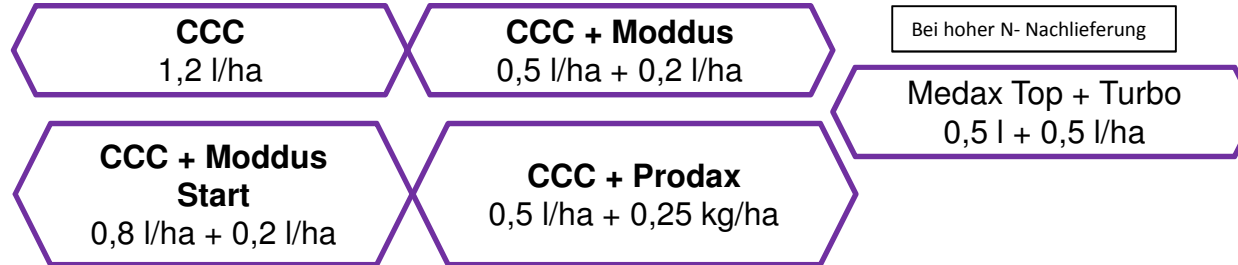 CCC
1,2 l/ha
CCC + Moddus
0,5 l/ha + 0,2 l/ha
Bei hoher N- Nachlieferung
Medax Top + Turbo
0,5 l + 0,5 l/ha
CCC + Moddus
Start
0,8 l/ha + 0,2 l/ha
CCC + Prodax
0,5 l/ha + 0,25 kg/ha